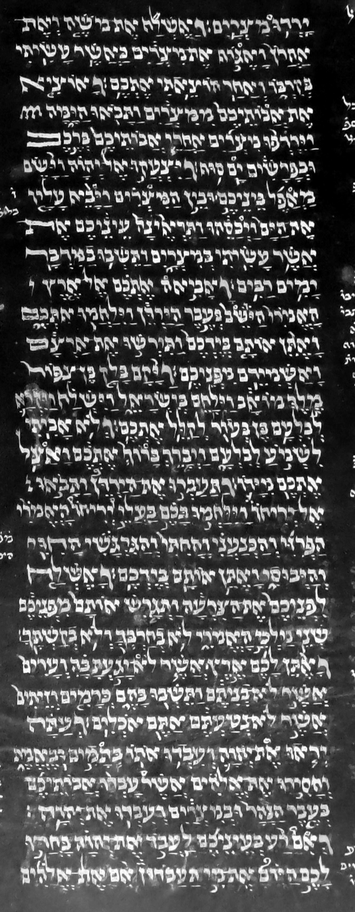 ירדו מצרים׃ ואשלח את משה ואת
אהרן ואגף את מצרים כאשר עשיתי
בקרבו ואחר הוצאתי אתכם׃ ואוציא
את אבותיכם ממצרים ותבאו הימה
וירדפו מצרים אחרי אבותיכם ברכב
ובפרשים ים סוף׃ ויצעקו אל יהוה וישם
מאפל ביניכם ובין המצרים ויבא עליו
את הים ויכסהו ותראינה עיניכם את
אשר עשיתי במצרים ותשבו במדבר
ימים רבים׃ ואביאה אתכם אל ארץ
האמרי היושב בעבר הירדן וילחמו אתכם
ואתן אותם בידכם ותירשו את ארצם
ואשמידם מפניכם׃ ויקם בלק בן צפור
מלך מואב וילחם בישראל וישלח ויקרא
לבלעם בן בעור לקלל אתכם׃ ולא אביתי
לשמע לבלעם ויברך ברוך אתכם ואצל
אתכם מידו׃ ותעברו את הירדן ותבאו
אל יריחו וילחמו בכם בעלי יריחו האמרי
והפרזי והכנעני והחתי והגרגשי החוי
והיבוסי ואתן אותם בידכם׃ ואשלח
לפניכם את הצרעה ותגרש אותם מפניכם
שני מלכי האמרי לא בחרבך ולא בקשתך׃
ואתן לכם ארץ אשר לא יגעת בה וערים
אשר לא בניתם ותשבו בהם כרמים וזיתים
אשר לא נטעתם אתם אכלים׃ ועתה
יראו את יהוה ועבדו אתו בתמים ובאמת
והסירו את אלהים אשר עבדו אבותיכם
בעבר הנהר ובמצרים ועבדו את יהוה׃
ואם רע בעיניכם לעבד את יהוה בחרו
לכם היום את מי תעבדון אם את אלהים